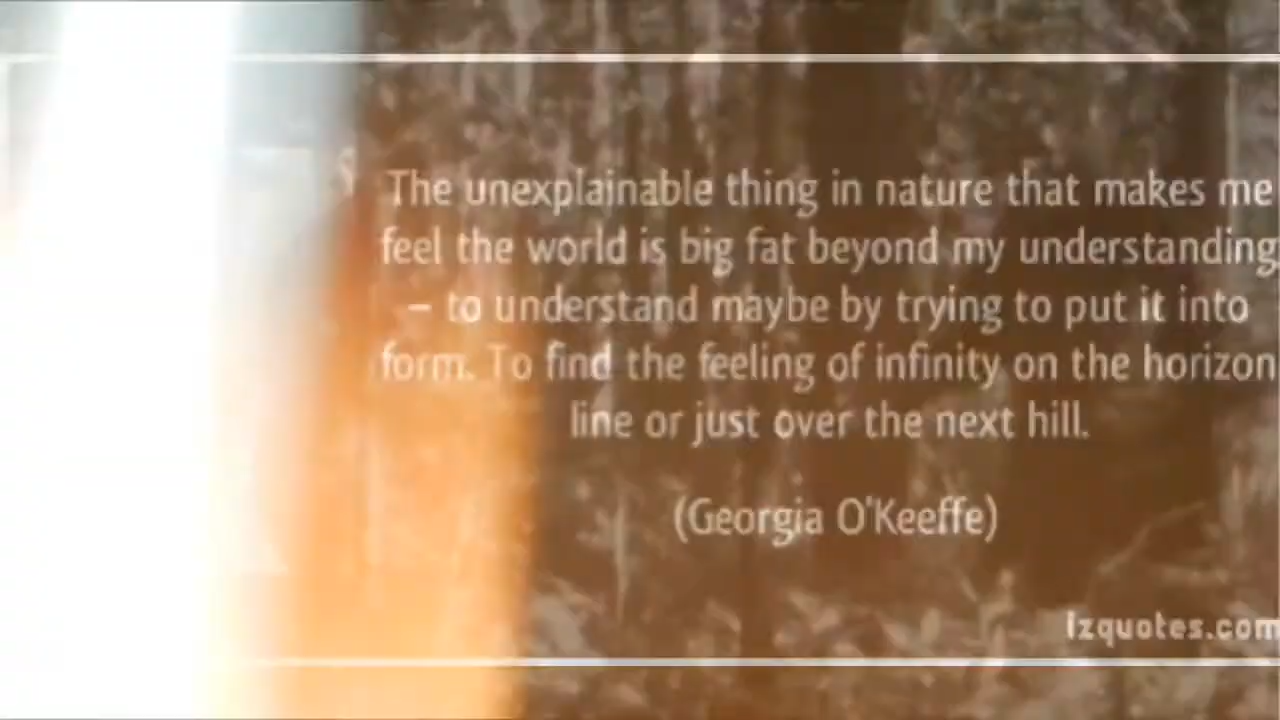 The unexplainable thing in nature that makes me
feel the world is big fat beyond my understanding
– to understand maybe by trying to put it into
form. To find the feeling of infinity on the horizon
line or just over the next hill.
(Georgia O'Keeffe)
izquotes.com